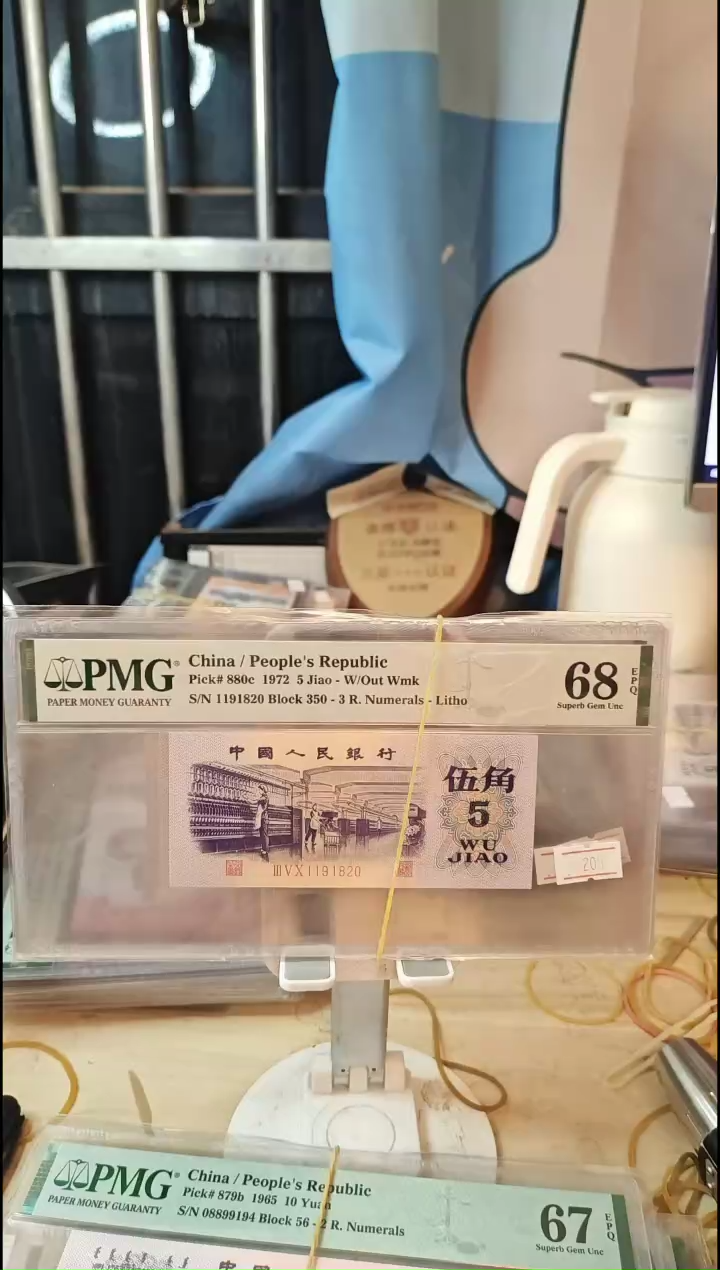 PMG
PAPER MONEY GUARANTY
China / People's Republic
Pick# 880c 1972 5 Jiao - W/Out Wmk
S/N 1191820 Block 350 - 3 R. Numerals - Litho
68
EPQ
Superb Gem Unc
中國人民銀行
伍角
5
WU
JIAO
ⅢⅤⅩ1191820
20
PMG
PAPER MONEY GUARANTY
China / People's Republic
Pick# 879b 1965 10 Yuan
S/N 08899194 Block 56 - 2 R. Numerals
67
EPQ
Superb Gem Unc
中國